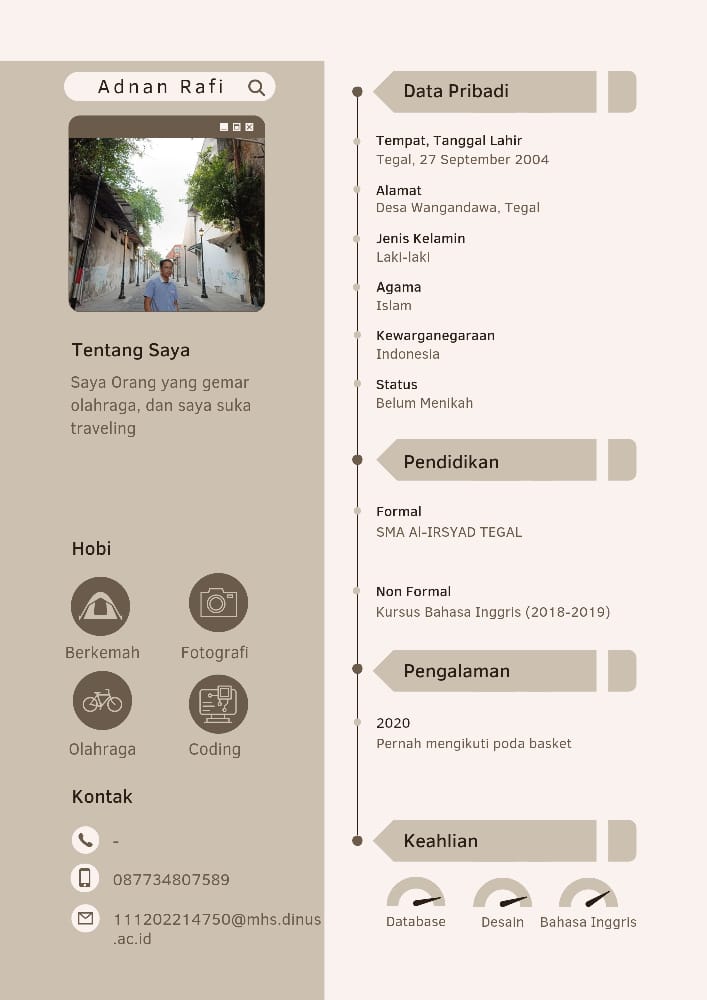 Adnan Rafi
Tentang Saya
Saya Orang yang gemar
olahraga, dan saya suka
traveling
Hobi
Berkemah
Fotografi
Olahraga
Coding
Kontak
-
087734807589
111202214750@mhs.dinus
.ac.id
Data Pribadi
Tempat, Tanggal Lahir
Tegal, 27 September 2004
Alamat
Desa Wangandawa, Tegal
Jenis Kelamin
Laki-laki
Agama
Islam
Kewarganegaraan
Indonesia
Status
Belum Menikah
Pendidikan
Formal
SMA Al-IRSYAD TEGAL
Non Formal
Kursus Bahasa Inggris (2018-2019)
Pengalaman
2020
Pernah mengikuti poda basket
Keahlian
Database
Desain
Bahasa Inggris